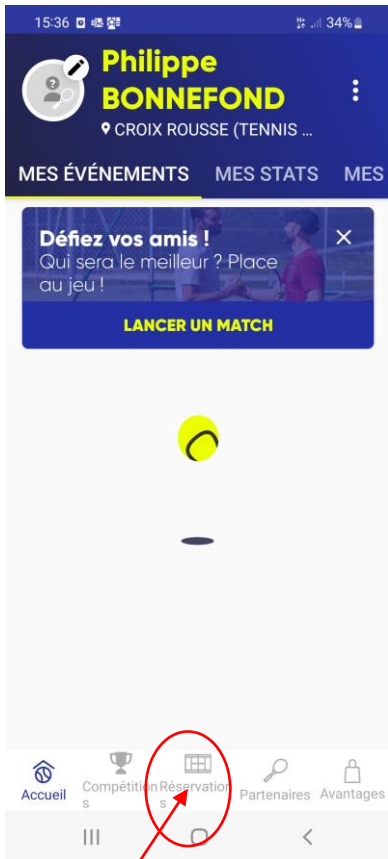 15:36 34%
Philippe
BONNEFOND
CROIX ROUSSE (TENNIS ...
MES ÉVÉNEMENTS MES STATS MES
Défiez vos amis !
Qui sera le meilleur ? Place
au jeu !
LANCER UN MATCH
Accueil Compétition Réservation Partenaires Avantages
s s